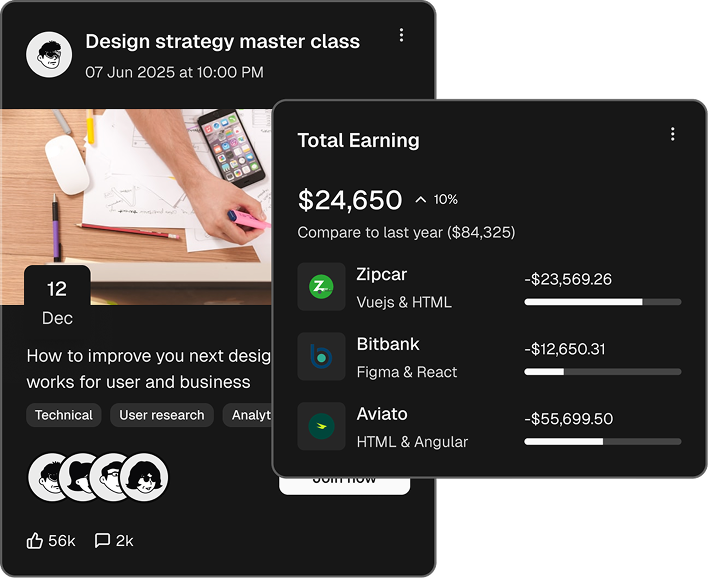 Design strategy master class
07 Jun 2025 at 10:00 PM
12
Dec
How to improve you next desig
works for user and business
Technical
User research
Analyt
Join now
56k
2k
Total Earning
$24,650
10%
Compare to last year ($84,325)
Zipcar
Vuejs & HTML
-$23,569.26
Bitbank
Figma & React
-$12,650.31
Aviato
HTML & Angular
-$55,699.50